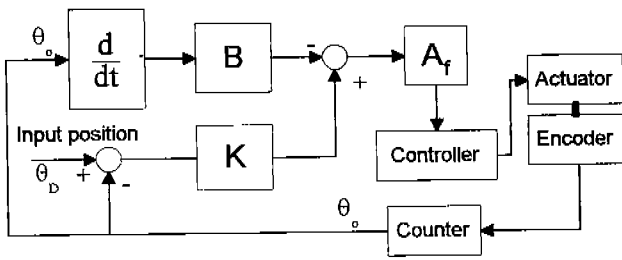 θo
d
dt
B
-
+
Af
Actuator
Input position
θD
+
-
K
Controller
Encoder
θo
Counter